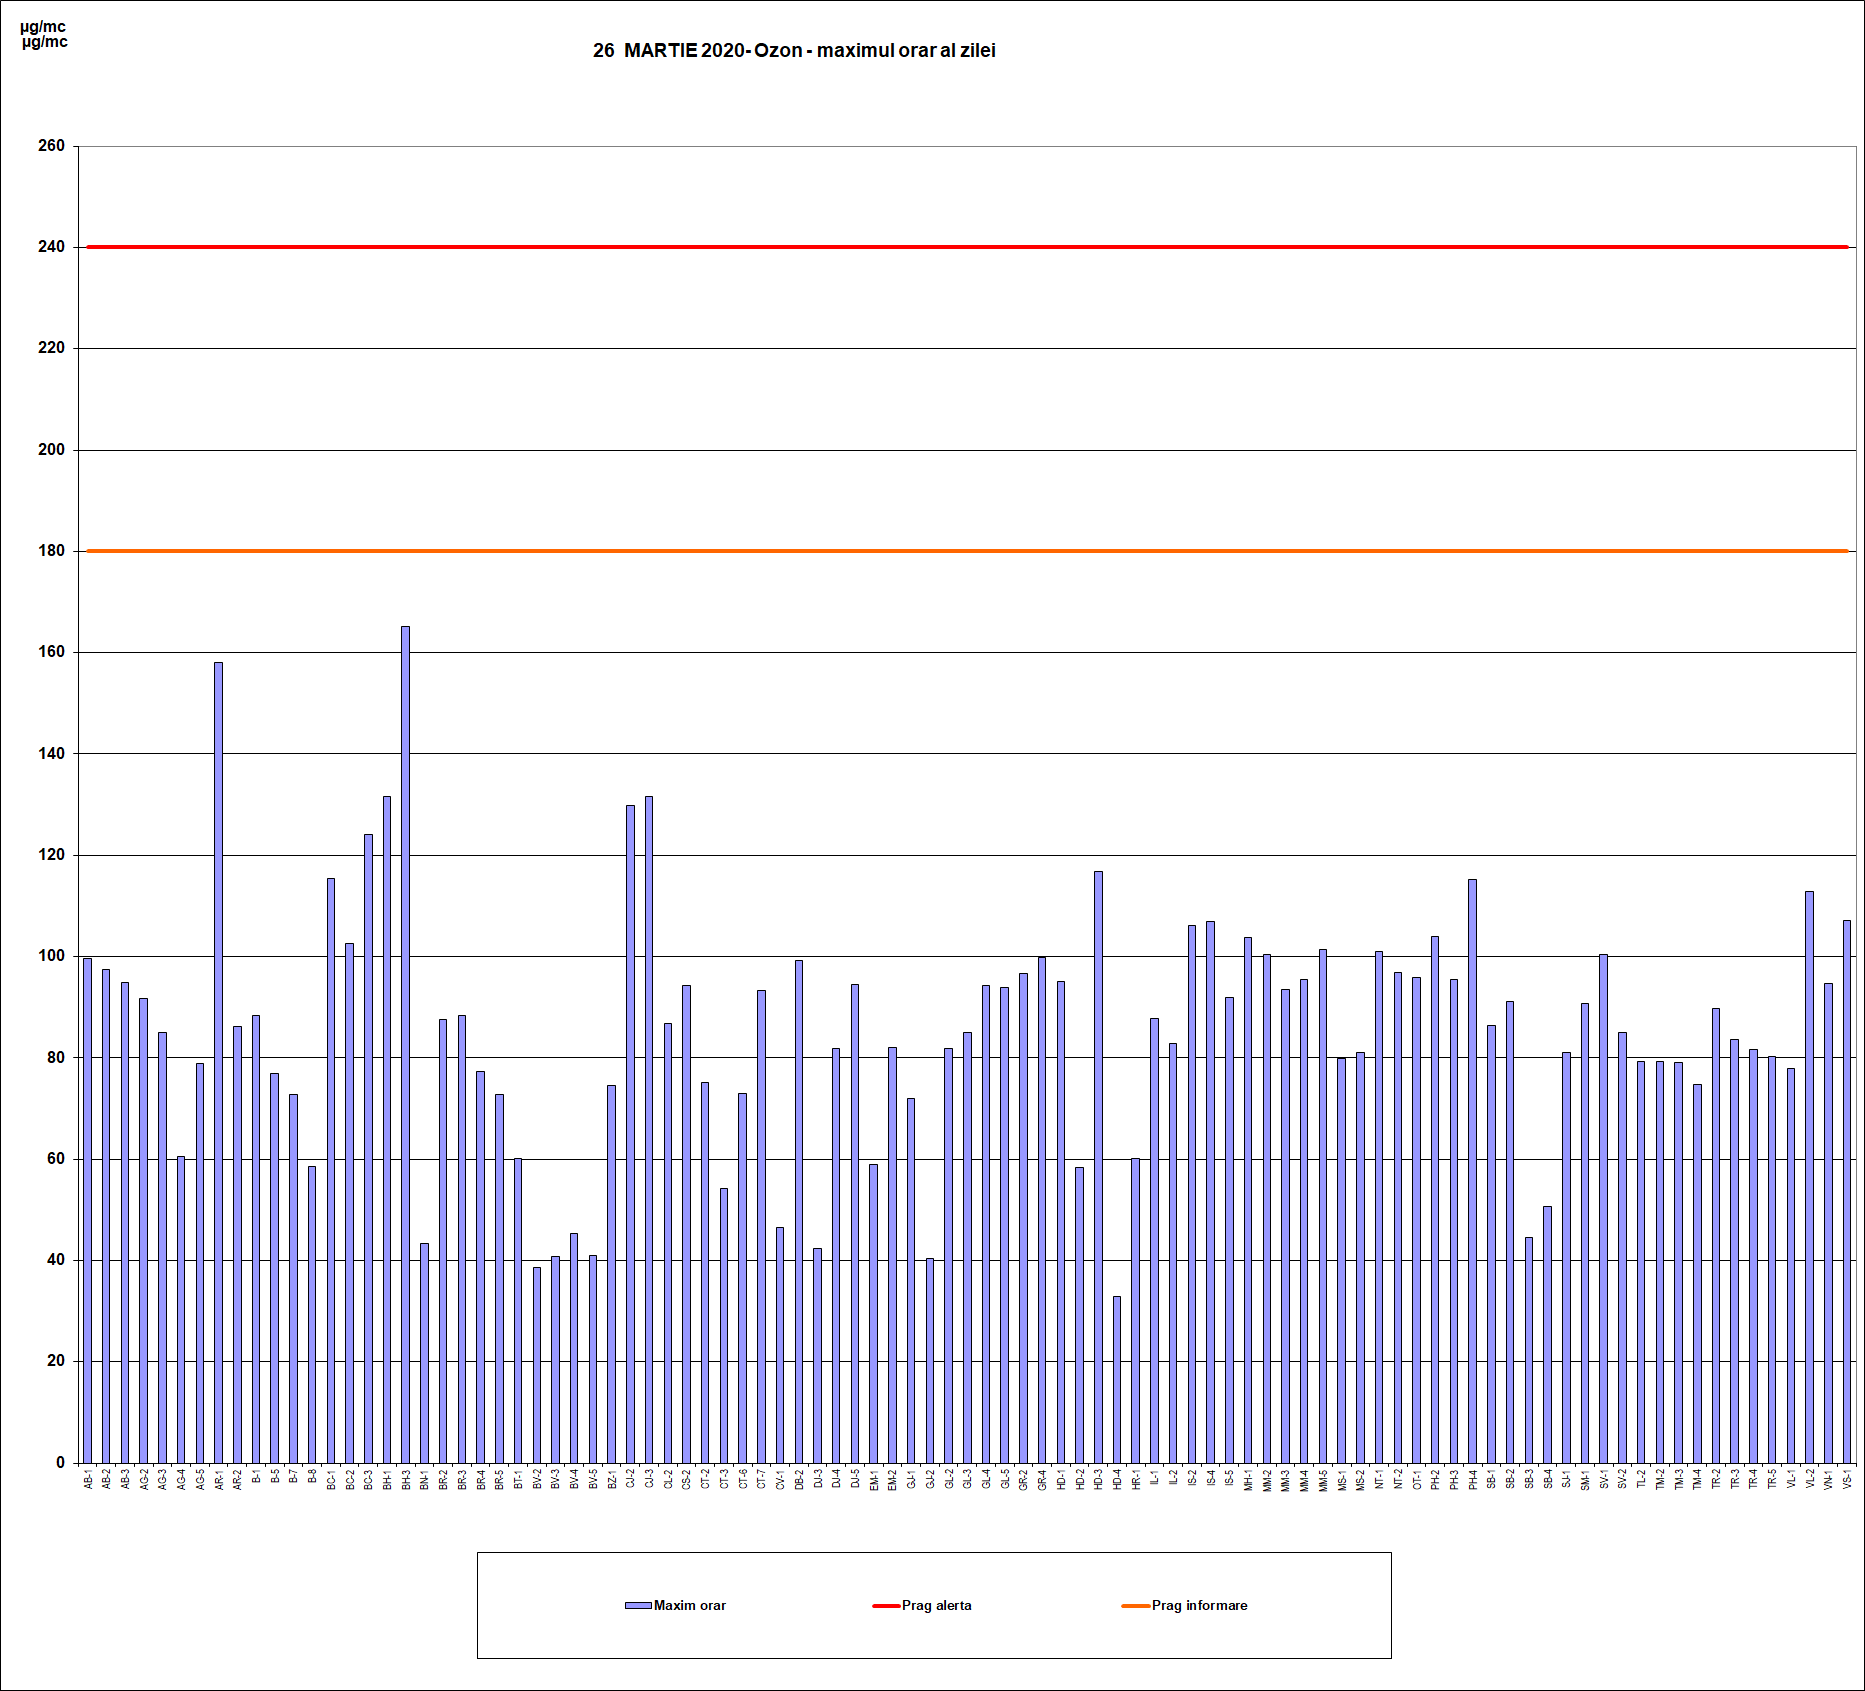 µg/mc
µg/mc
26 MARTIE 2020- Ozon - maximul orar al zilei
260
240
220
200
180
160
140
120
100
80
60
40
20
0
AB-1 AB-2 AB-3 AG-2 AG-3 AG-4 AG-5 AR-1 AR-2 B-1 B-5 B-7 B-8 BC-1 BC-2 BC-3 BH-1 BH-3 BN-1 BR-2 BR-3 BR-4 BR-5 BT-1 BV-2 BV-3 BV-4 BV-5 BZ-1 CJ-2 CJ-3 CL-2 CS-2 CT-2 CT-3 CT-6 CT-7 CV-1 DB-2 DJ-3 DJ-4 DJ-5 EM-1 EM-2 GJ-1 GJ-2 GL-2 GL-3 GL-4 GL-5 GR-2 GR-4 HD-1 HD-2 HD-3 HD-4 HR-1 IL-1 IL-2 IS-2 IS-4 IS-5 MH-1 MM-2 MM-3 MM-4 MM-5 MS-1 MS-2 NT-1 NT-2 OT-1 PH-2 PH-3 PH-4 SB-1 SB-2 SB-3 SB-4 SJ-1 SM-1 SV-1 SV-2 TL-2 TM-2 TM-3 TM-4 TR-2 TR-3 TR-4 TR-5 VL-1 VL-2 VN-1 VS-1
Maxim orar Prag alerta Prag informare